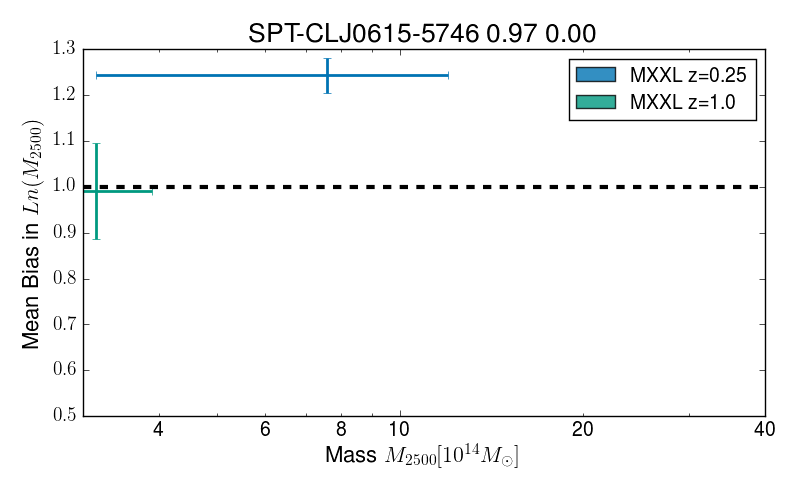 SPT-CLJ0615-5746 0.97 0.00
1.3
1.2
1.1
1.0
0.9
0.8
0.7
0.6
0.5
Mean Bias in Ln(M2500)
MXXL z=0.25
MXXL z=1.0
4 6 8 10 20 40
Mass M2500[10^14 M⊙]